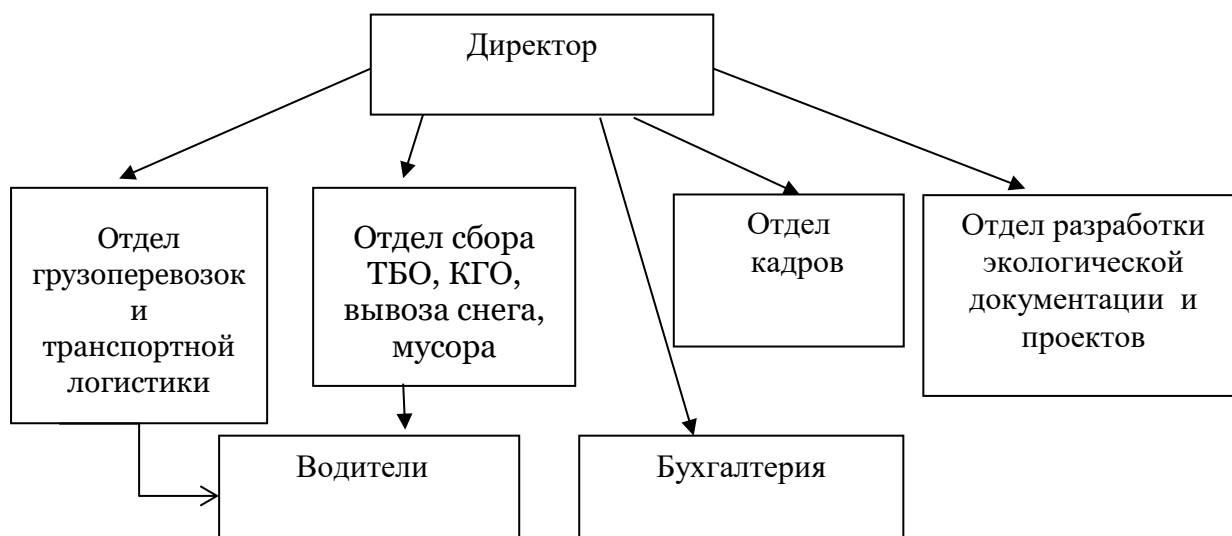 Директор
Отдел
грузоперевозок
и
транспортной
логистики
Отдел сбора
ТБО, КГО,
вывоза снега,
мусора
Отдел
кадров
Отдел разработки
экологической
документации и
проектов
Водители
Бухгалтерия